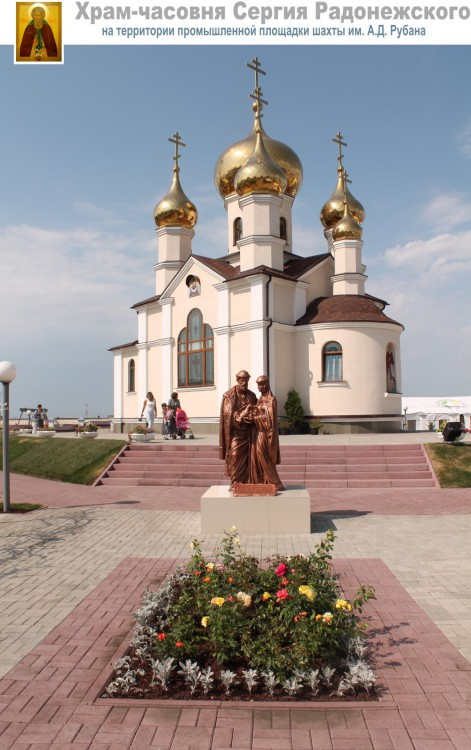 Храм-часовня Сергия Радонежского
на территории промышленной площадки шахты им. А.Д. Рубана